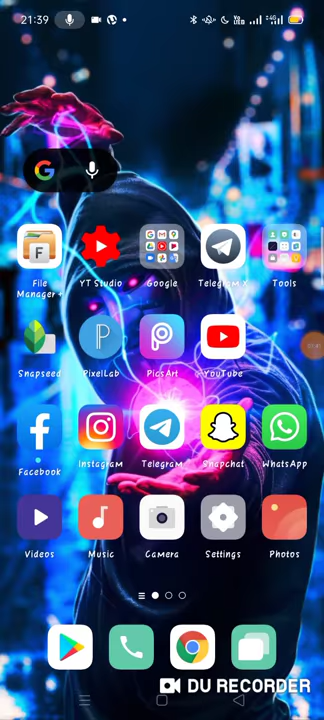 21:39
File
Manager+
YT Studio
Google
Telegram X
Tools
Snapseed
PixelLab
PicsArt
YouTube
Facebook
Instagram
Telegram
Snapchat
WhatsApp
Videos
Music
Camera
Settings
Photos
DU RECORDER